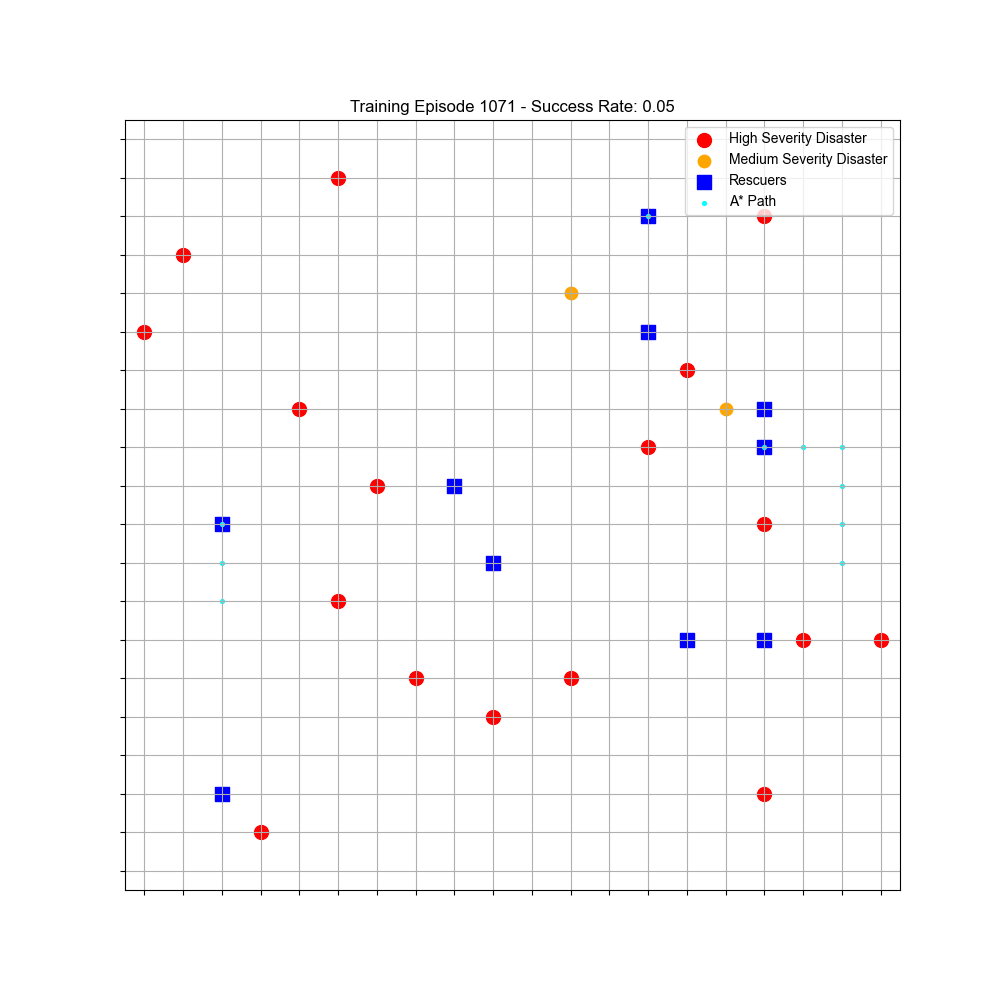 Training Episode 1071 - Success Rate: 0.05
High Severity Disaster
Medium Severity Disaster
Rescuers
A* Path